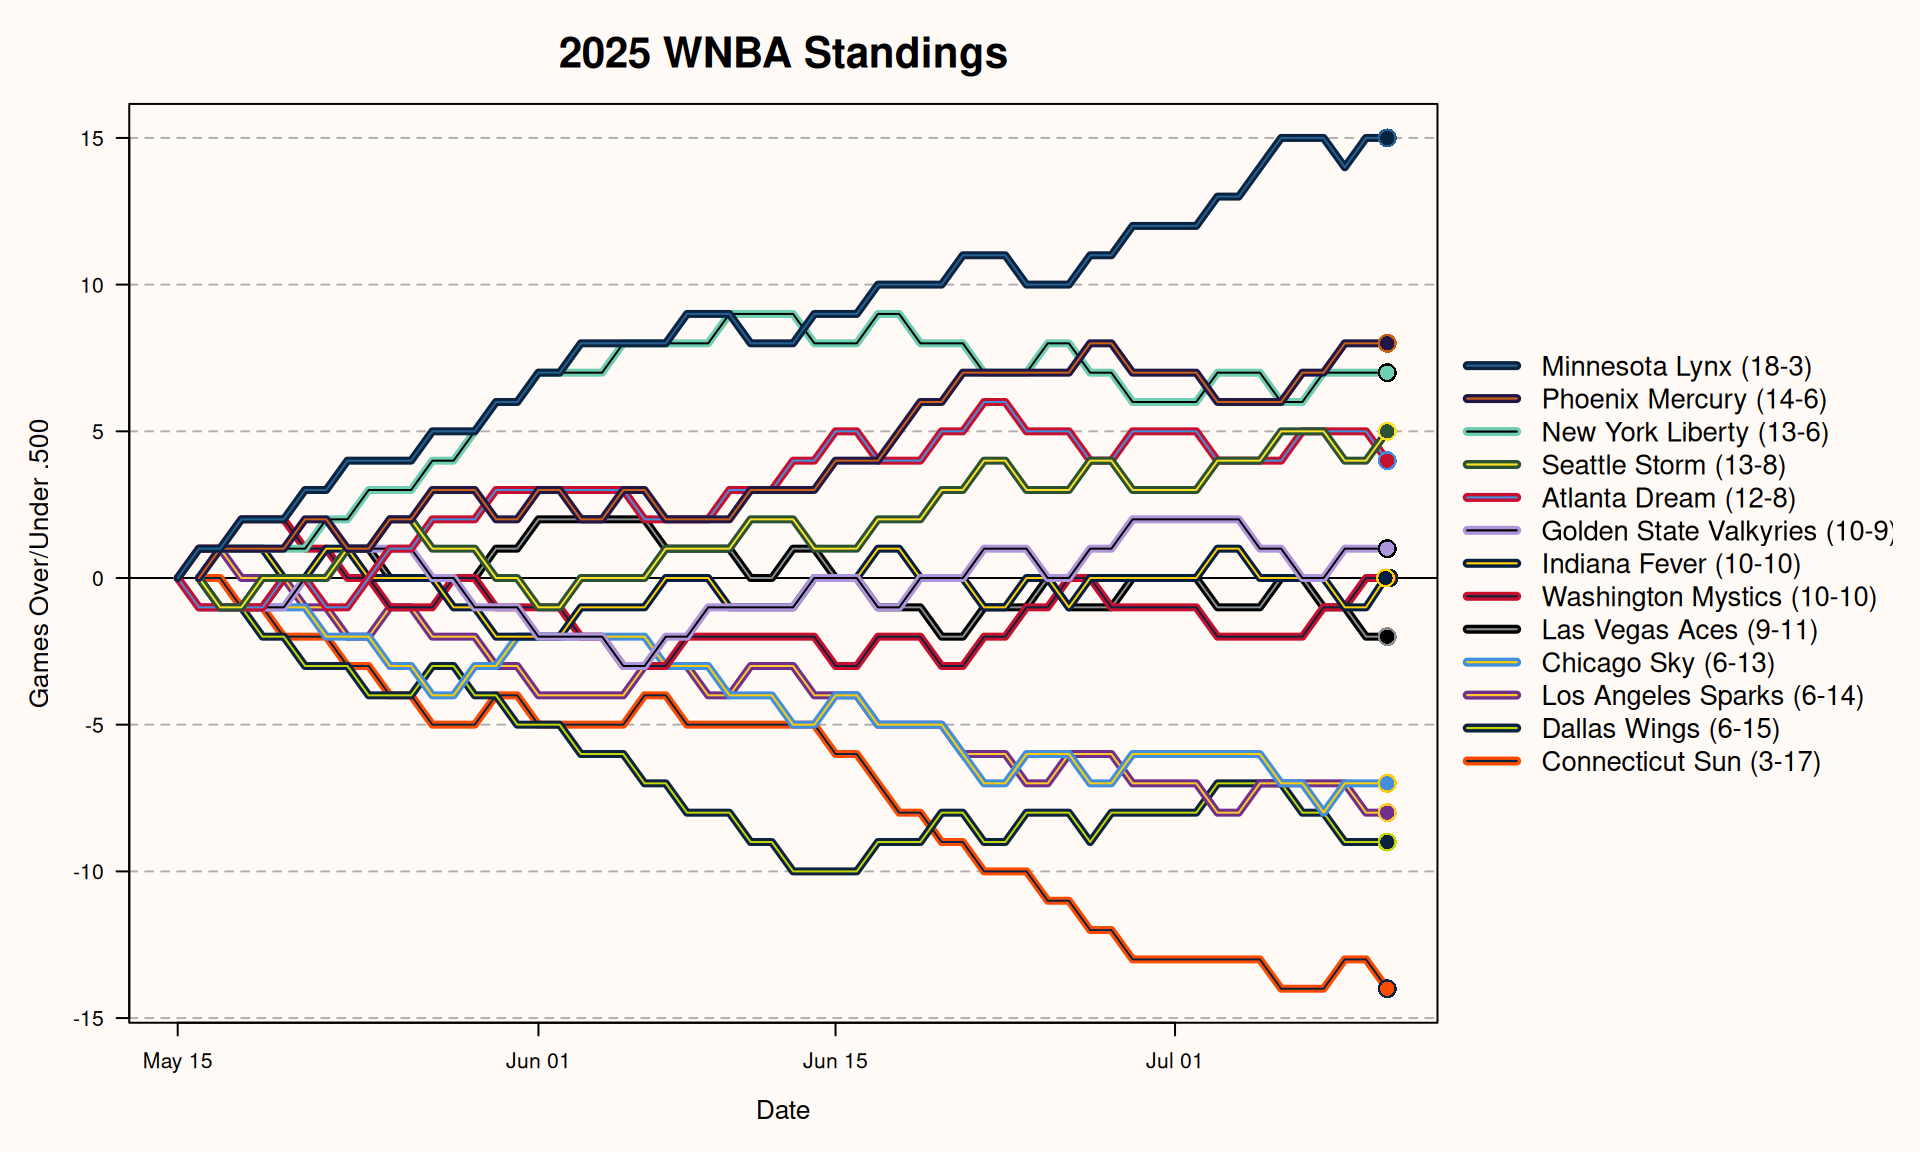 2025 WNBA Standings
Games Over/Under .500
15
10
5
0
-5
-10
-15
May 15
Jun 01
Jun 15
Jul 01
Date
Minnesota Lynx (18-3)
Phoenix Mercury (14-6)
New York Liberty (13-6)
Seattle Storm (13-8)
Atlanta Dream (12-8)
Golden State Valkyries (10-9)
Indiana Fever (10-10)
Washington Mystics (10-10)
Las Vegas Aces (9-11)
Chicago Sky (6-13)
Los Angeles Sparks (6-14)
Dallas Wings (6-15)
Connecticut Sun (3-17)